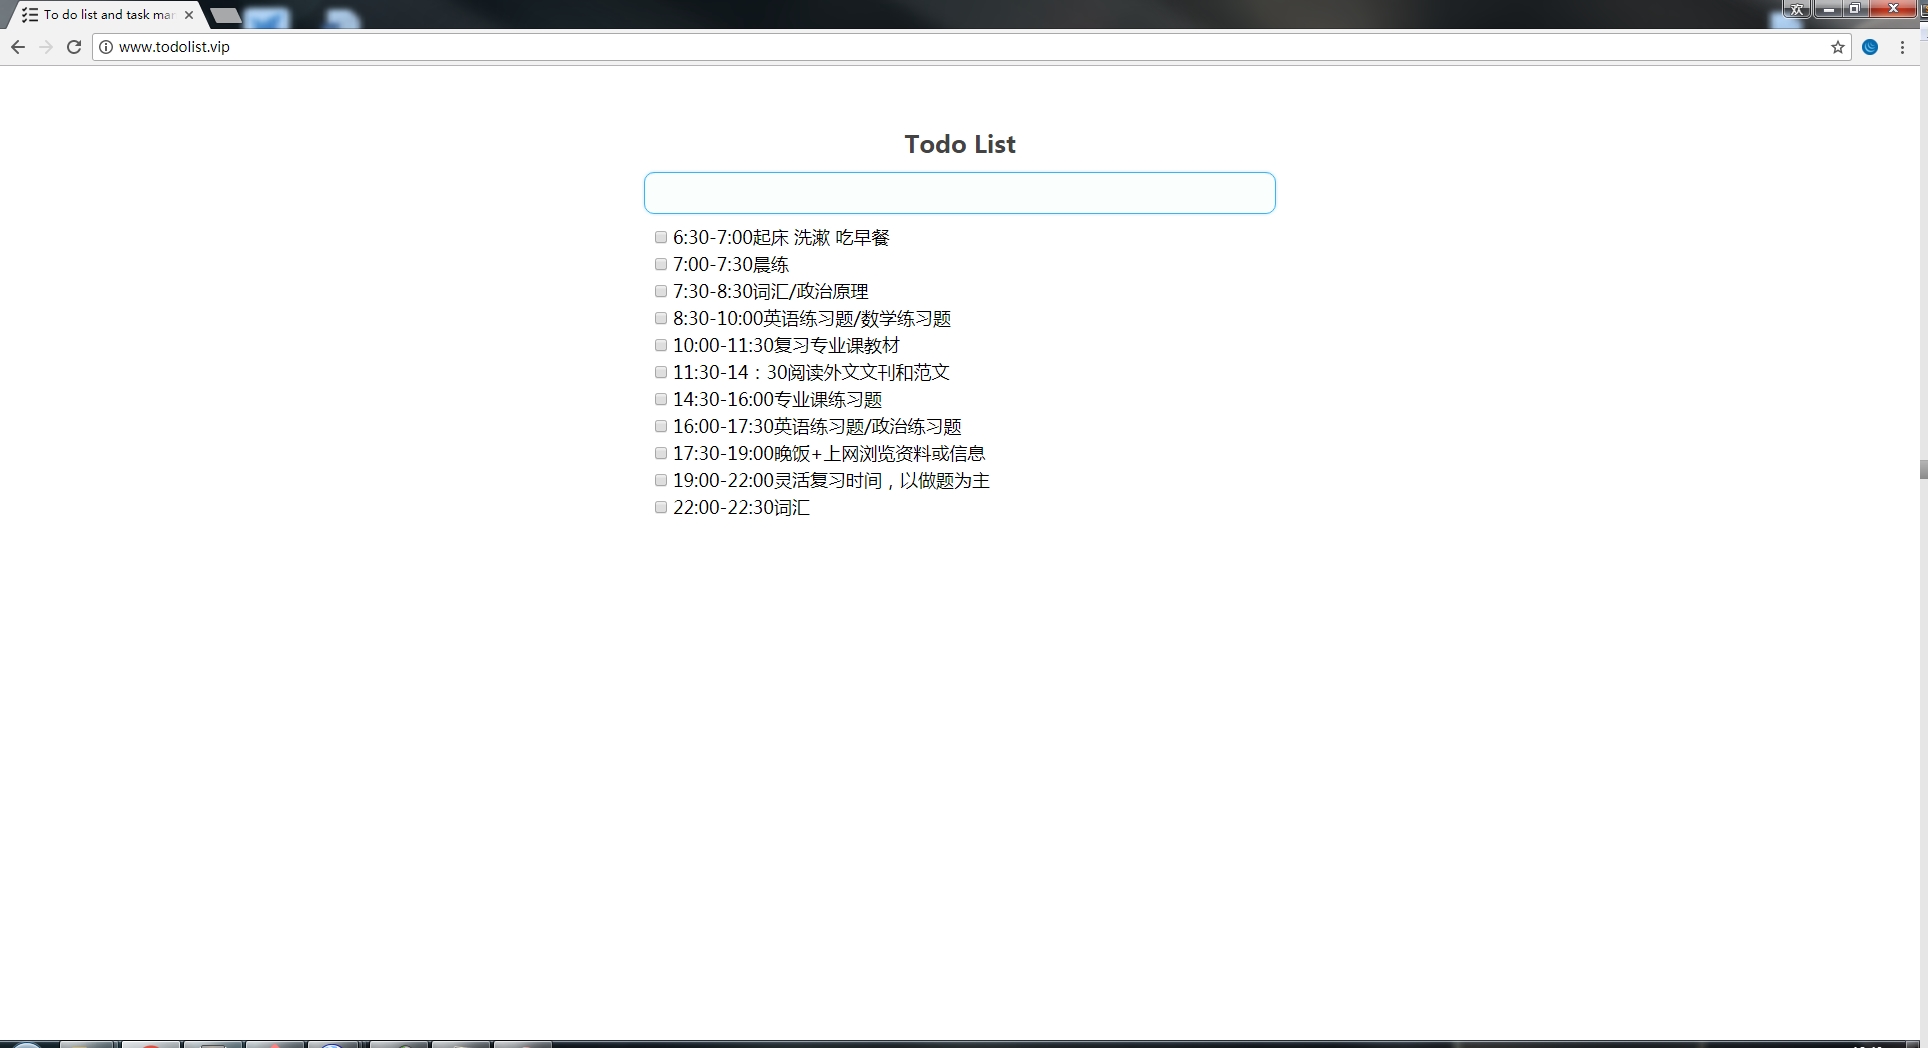 To do list and task mar
欢
www.todolist.vip
Todo List
6:30-7:00起床 洗漱 吃早餐
7:00-7:30晨练
7:30-8:30词汇/政治原理
8:30-10:00英语练习题/数学练习题
10:00-11:30复习专业课教材
11:30-14：30阅读外文文刊和范文
14:30-16:00专业课练习题
16:00-17:30英语练习题/政治练习题
17:30-19:00晚饭+上网浏览资料或信息
19:00-22:00灵活复习时间，以做题为主
22:00-22:30词汇